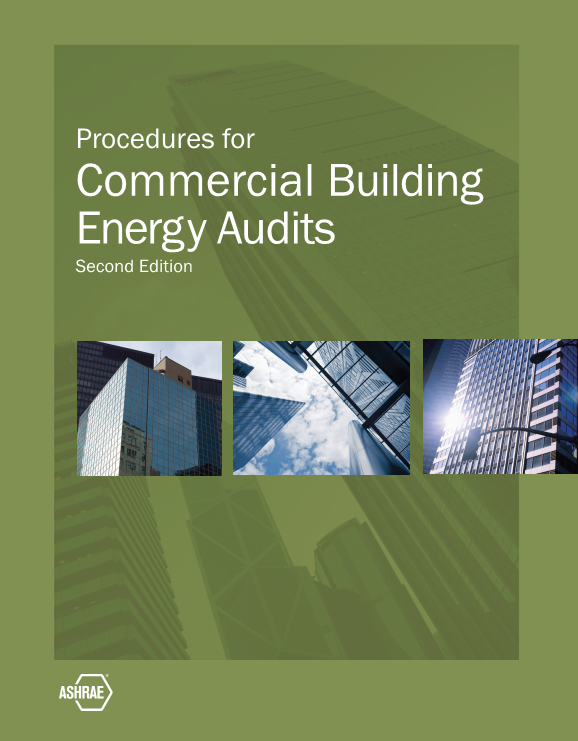 Procedures for
Commercial Building
Energy Audits
Second Edition
ASHRAE